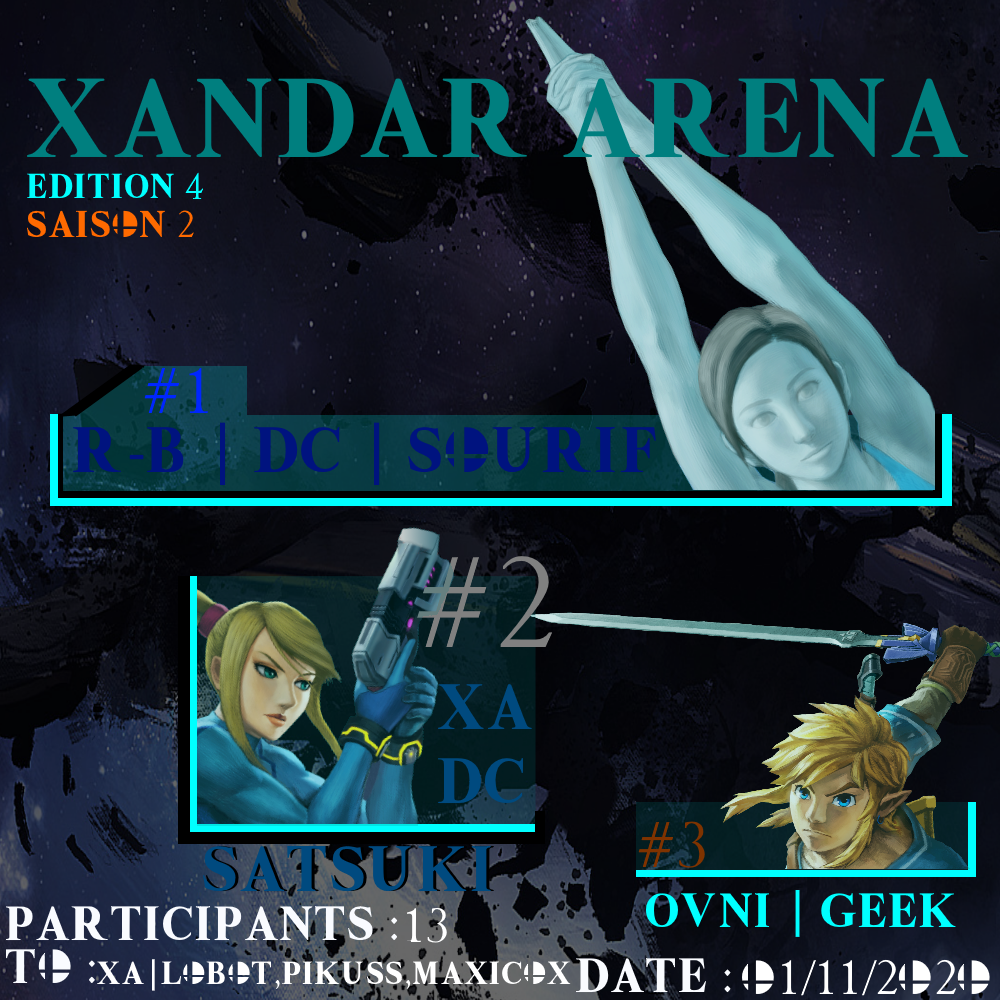 XANDAR ARENA
EDITION 4
SAISON 2
#1
R-B | DC | SOURIF
#2
XA
DC
SATSUKI
#3
OVNI | GEEK
PARTICIPANTS :13
TO :XA|LOBOT,PIKUSS,MAXICOX
DATE : 01/11/2020